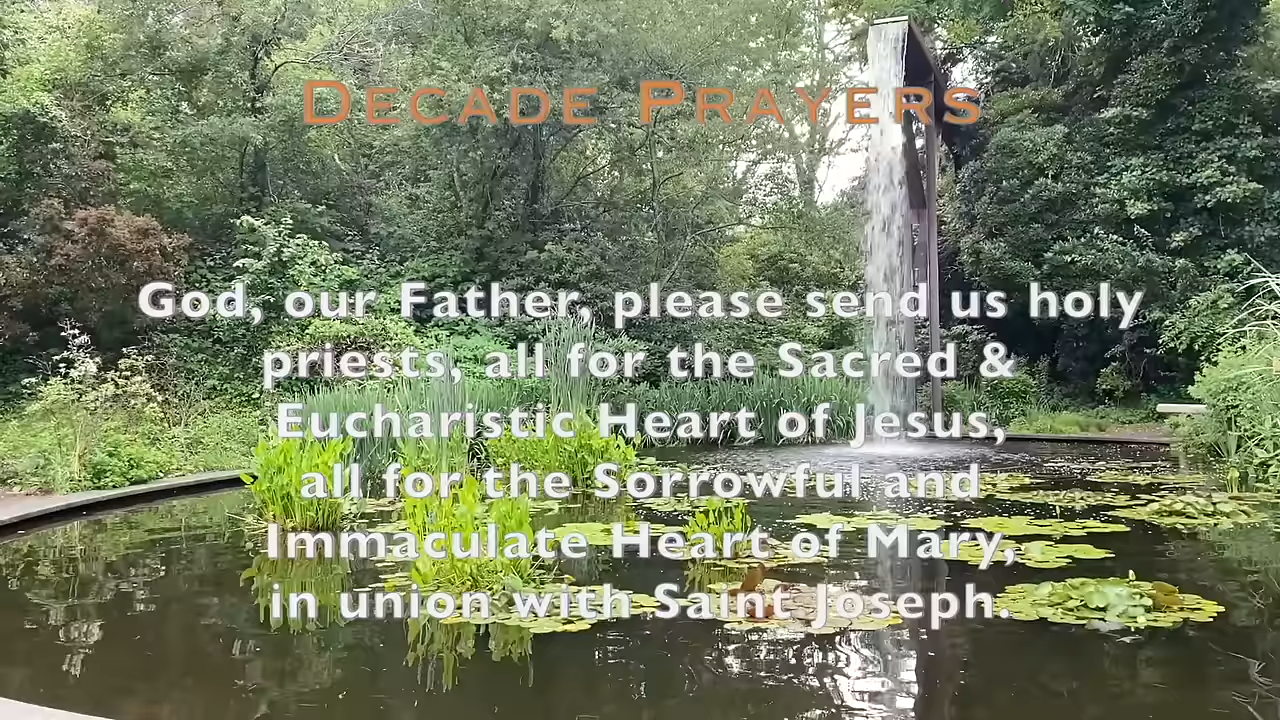 Decade Prayers
God, our Father, please send us holy
priests, all for the Sacred &
Eucharistic Heart of Jesus,
all for the Sorrowful and
Immaculate Heart of Mary,
in union with Saint Joseph.